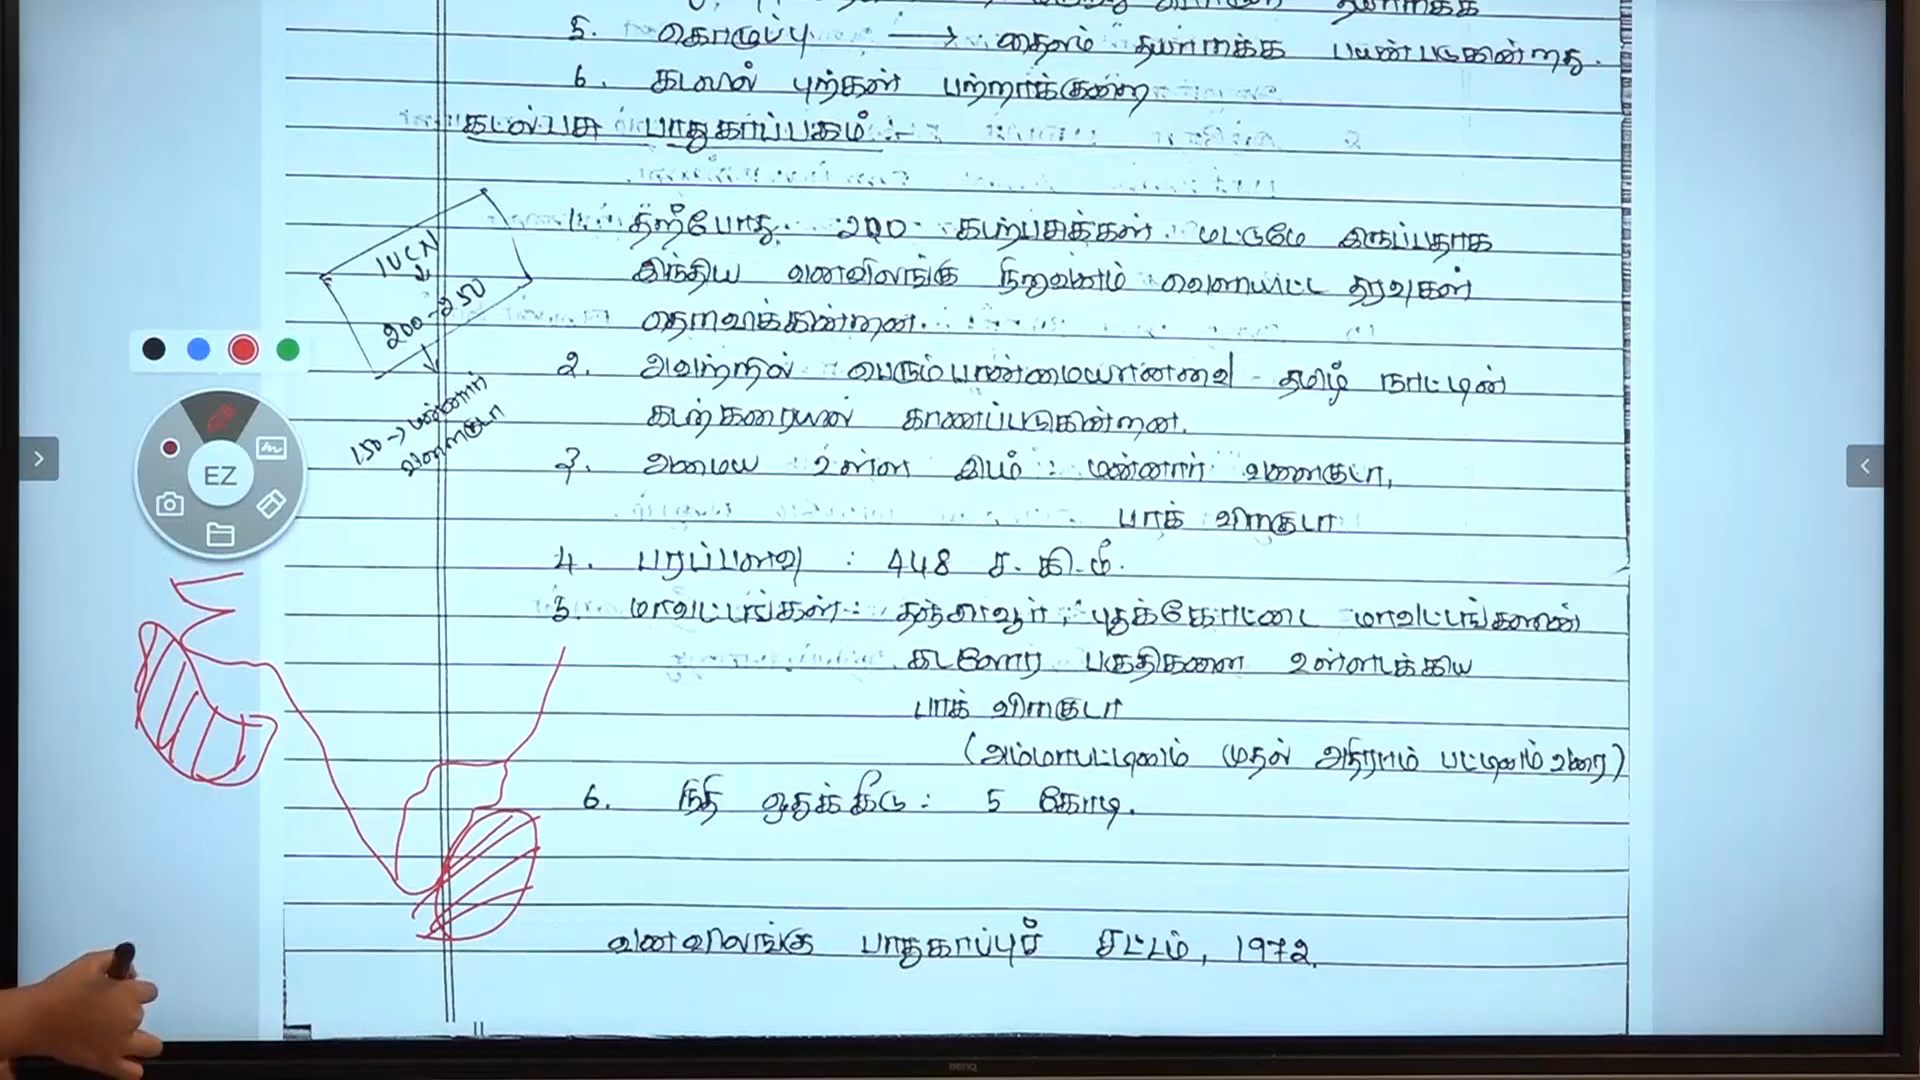 5. கொழுப்பு → தைலம் தயாரிக்க பயன்படுகின்றது.
6. கடலில் புற்கள் பற்றாக்குறை
கடல்பசு பாதுகாப்பகம் :-
1. தற்போது 200 கடற்பசுக்கள் மட்டுமே இருப்பதாக
இந்திய வனவிலங்கு நிறுவனம் வெளியிட்ட தரவுகள்
தெரிவிக்கின்றன.
IUCN
200-250
150 → மன்னார்
வளைகுடா
2. அவற்றில் பெரும்பான்மையானவை தமிழ் நாட்டின்
கடற்கரையில் காணப்படுகின்றன.
3. அமைய உள்ள இடம் : மன்னார் வளைகுடா,
பாக் விரிகுடா
4. பரப்பளவு : 448 ச.கி.மீ.
5. மாவட்டங்கள் : தஞ்சாவூர், புதுக்கோட்டை மாவட்டங்களின்
கடலோர பகுதிகளை உள்ளடக்கிய
பாக் விரிகுடா
(அம்மாபட்டினம் முதல் அதிராம் பட்டினம் வரை)
6. நிதி ஒதுக்கீடு : 5 கோடி.
வனவிலங்கு பாதுகாப்புச் சட்டம், 1972.
EZ
BenQ